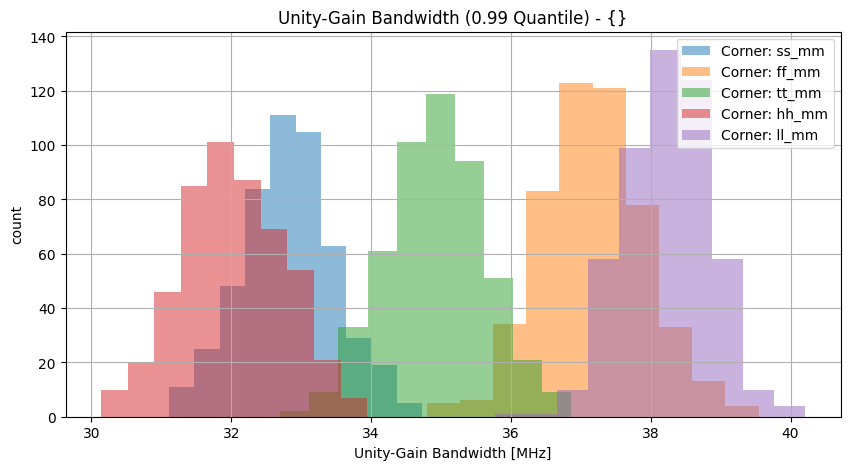 Unity-Gain Bandwidth (0.99 Quantile) - {}
140
120
100
80
60
40
20
0
count
Corner: ss_mm
Corner: ff_mm
Corner: tt_mm
Corner: hh_mm
Corner: ll_mm
30 32 34 36 38 40
Unity-Gain Bandwidth [MHz]